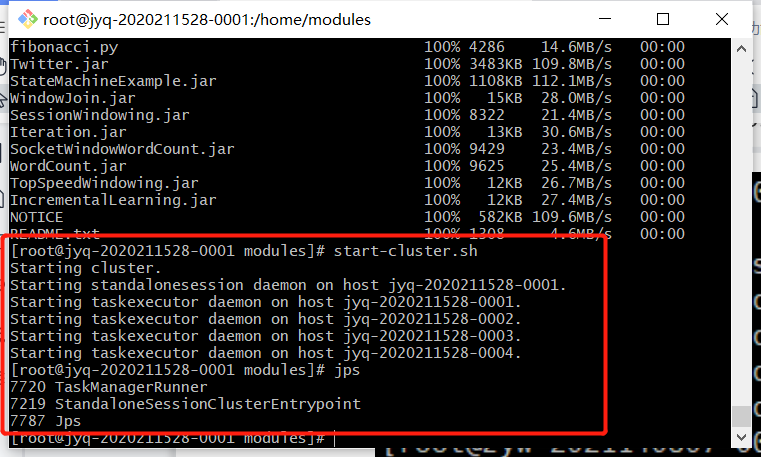 root@jyq-2020211528-0001:/home/modules
fibonacci.py 100% 4286 14.6MB/s 00:00
Twitter.jar 100% 3483KB 109.8MB/s 00:00
StateMachineExample.jar 100% 1108KB 112.1MB/s 00:00
WindowJoin.jar 100% 15KB 28.0MB/s 00:00
SessionWindowing.jar 100% 8322 21.4MB/s 00:00
Iteration.jar 100% 13KB 30.6MB/s 00:00
SocketWindowWordCount.jar 100% 9429 23.4MB/s 00:00
WordCount.jar 100% 9625 25.4MB/s 00:00
TopSpeedWindowing.jar 100% 12KB 26.7MB/s 00:00
IncrementalLearning.jar 100% 12KB 27.4MB/s 00:00
NOTICE 100% 582KB 109.6MB/s 00:00
README.txt 100% 1308 4.6MB/s 00:00
[root@jyq-2020211528-0001 modules]# start-cluster.sh
Starting cluster.
Starting standalonesession daemon on host jyq-2020211528-0001.
Starting taskexecutor daemon on host jyq-2020211528-0001.
Starting taskexecutor daemon on host jyq-2020211528-0002.
Starting taskexecutor daemon on host jyq-2020211528-0003.
Starting taskexecutor daemon on host jyq-2020211528-0004.
[root@jyq-2020211528-0001 modules]# jps
7720 TaskManagerRunner
7219 StandaloneSessionClusterEntrypoint
7787 Jps
[root@jyq-2020211528-0001 modules]#